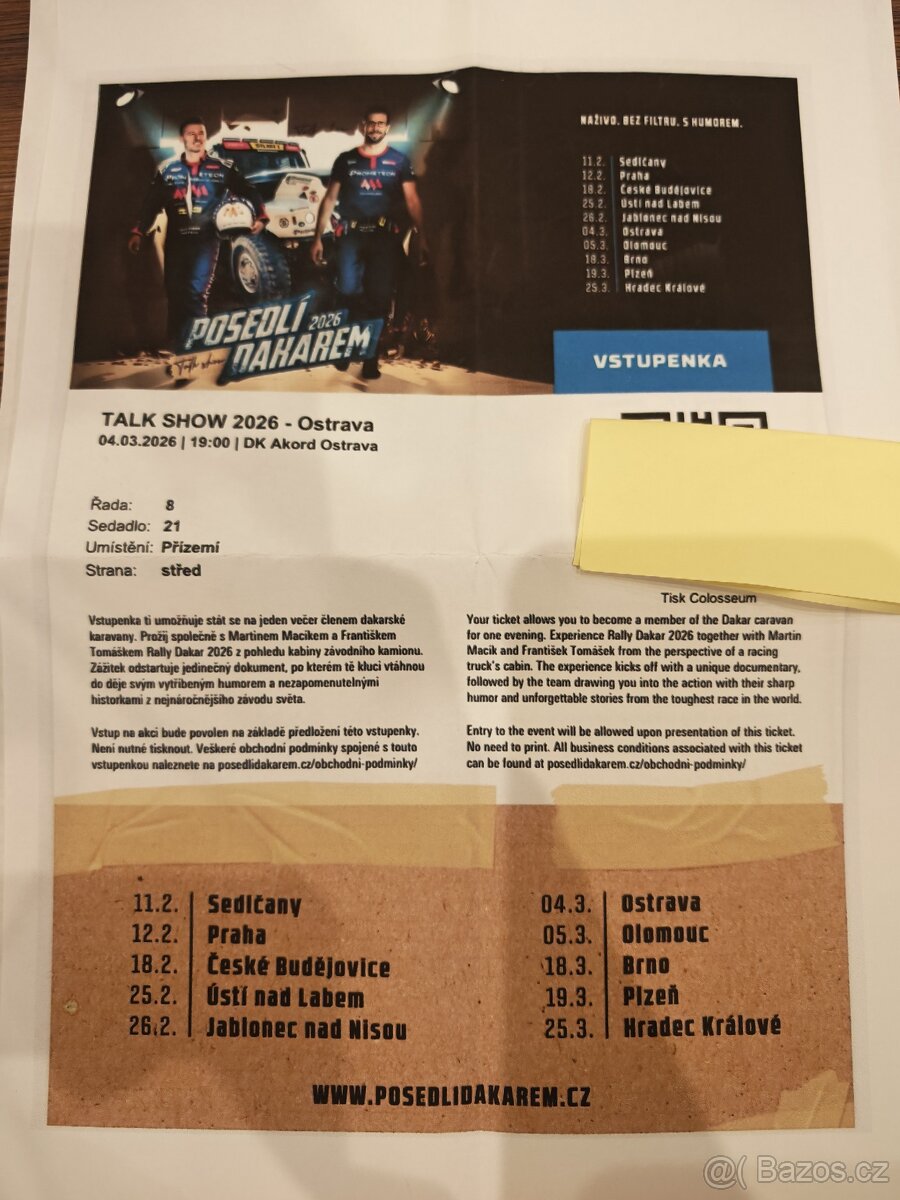 NAŽIVO. BEZ FILTRU. S HUMOREM.
11.2. Sedlčany
12.2. Praha
18.2. České Budějovice
25.2. Ústí nad Labem
26.2. Jablonec nad Nisou
04.3. Ostrava
05.3. Olomouc
18.3. Brno
19.3. Plzeň
25.3. Hradec Králové
PROMETEON
PROMETEON
POSEDLÍ 2026
DAKAREM
Talk show
VSTUPENKA
TALK SHOW 2026 - Ostrava
04.03.2026 | 19:00 | DK Akord Ostrava
Řada: 8
Sedadlo: 21
Umístění: Přízemí
Strana: střed
Tisk Colosseum
Vstupenka ti umožňuje stát se na jeden večer členem dakarské
karavany. Prožij společně s Martinem Macíkem a Františkem
Tomáškem Rally Dakar 2026 z pohledu kabiny závodního kamionu.
Zážitek odstartuje jedinečný dokument, po kterém tě kluci vtáhnou
do děje svým vytříbeným humorem a nezapomenutelnými
historkami z nejnáročnějšího závodu světa.
Vstup na akci bude povolen na základě předložení této vstupenky.
Není nutné tisknout. Veškeré obchodní podmínky spojené s touto
vstupenkou naleznete na posedlidakarem.cz/obchodni-podminky/
Your ticket allows you to become a member of the Dakar caravan
for one evening. Experience Rally Dakar 2026 together with Martin
Macík and František Tomášek from the perspective of a racing
truck's cabin. The experience kicks off with a unique documentary,
followed by the team drawing you into the action with their sharp
humor and unforgettable stories from the toughest race in the world.
Entry to the event will be allowed upon presentation of this ticket.
No need to print. All business conditions associated with this ticket
can be found at posedlidakarem.cz/obchodni-podminky/
11.2. Sedlčany
12.2. Praha
18.2. České Budějovice
25.2. Ústí nad Labem
26.2. Jablonec nad Nisou
04.3. Ostrava
05.3. Olomouc
18.3. Brno
19.3. Plzeň
25.3. Hradec Králové
WWW.POSEDLIDAKAREM.CZ
@( Bazos.cz